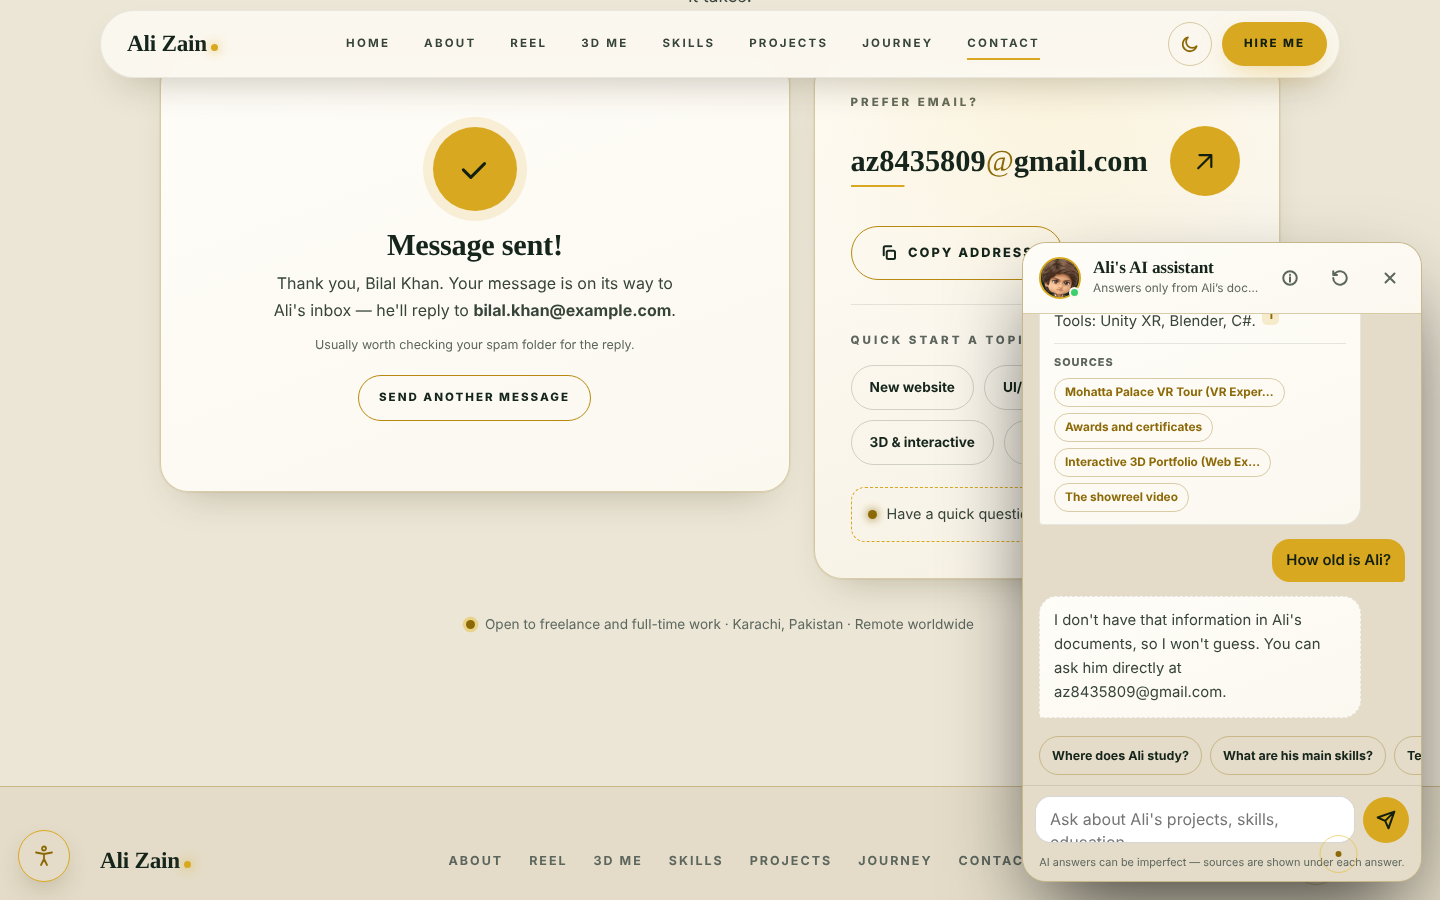 it takes.
Ali Zain
HOME ABOUT REEL 3D ME SKILLS PROJECTS JOURNEY CONTACT
HIRE ME
Message sent!
Thank you, Bilal Khan. Your message is on its way to
Ali's inbox — he'll reply to bilal.khan@example.com.
Usually worth checking your spam folder for the reply.
SEND ANOTHER MESSAGE
PREFER EMAIL?
az8435809@gmail.com
COPY ADDRESS
QUICK START A TOPI
New website UI/
3D & interactive
Have a quick questi
Open to freelance and full-time work · Karachi, Pakistan · Remote worldwide
Ali's AI assistant
Answers only from Ali's doc...
Tools: Unity XR, Blender, C#.
SOURCES
Mohatta Palace VR Tour (VR Exper...
Awards and certificates
Interactive 3D Portfolio (Web Ex...
The showreel video
How old is Ali?
I don't have that information in Ali's
documents, so I won't guess. You can
ask him directly at
az8435809@gmail.com.
Where does Ali study? What are his main skills? Te
Ask about Ali's projects, skills,
education
AI answers can be imperfect — sources are shown under each answer.
Ali Zain
ABOUT REEL 3D ME SKILLS PROJECTS JOURNEY CONTAC